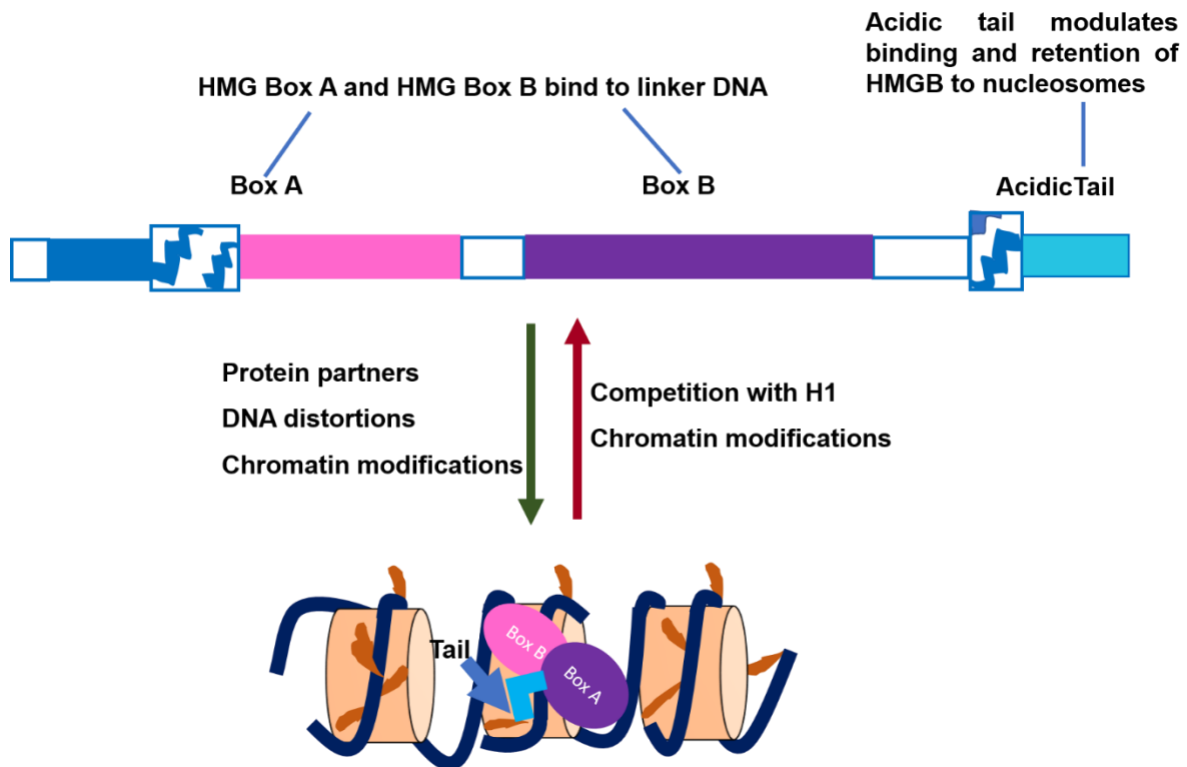 Acidic tail modulates
binding and retention of
HMGB to nucleosomes
HMG Box A and HMG Box B bind to linker DNA
Box A
Box B
AcidicTail
Protein partners
DNA distortions
Chromatin modifications
Competition with H1
Chromatin modifications
Tail
Box B
Box A